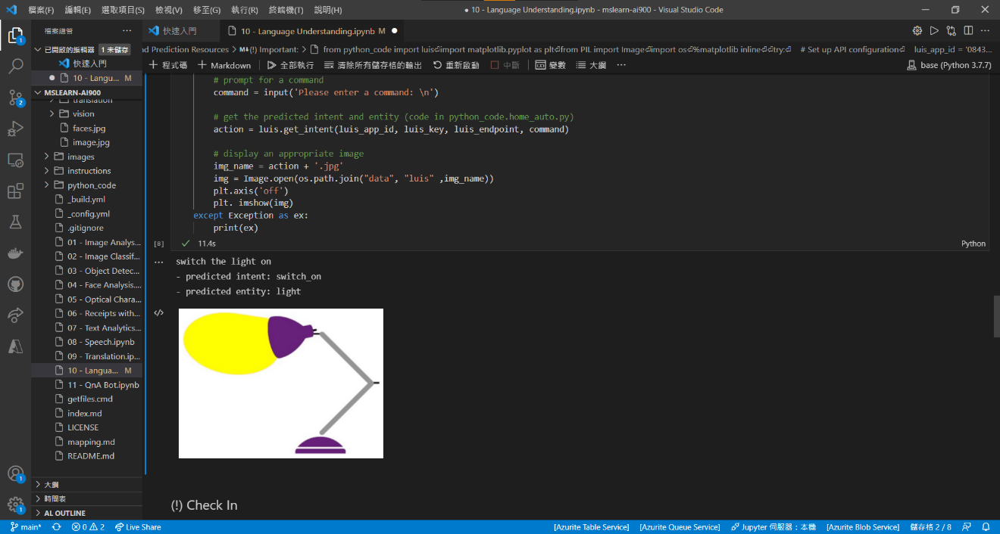 檔案(F) 編輯(E) 選取項目(S) 檢視(V) 移至(G) 執行(R) 終端機(T) 說明(H)
● 10 - Language Understanding.ipynb - mslearn-ai900 - Visual Studio Code
檔案總管 ···
快速入門
10 - Language Understanding.ipynb M ●
已開啟的編輯器 1 未儲存
nd Prediction Resources > M↓(!) Important: > from python_code import luis⏎import matplotlib.pyplot as plt⏎from PIL import Image⏎import os⏎%matplotlib inline⏎⏎try:⏎ # Set up API configuration⏎ luis_app_id = '0843...
快速入門
+ 程式碼 + Markdown 全部執行 清除所有儲存格的輸出 重新啟動 中斷 變數 大綱 ··· base (Python 3.7.7)
● 10 - Langu... M
MSLEARN-AI900
translation
vision
faces.jpg
image.jpg
images
instructions
python_code
_build.yml
_config.yml
.gitignore
01 - Image Analys...
02 - Image Classif...
03 - Object Detec...
04 - Face Analysis....
05 - Optical Chara...
06 - Receipts with...
07 - Text Analytics...
08 - Speech.ipynb
09 - Translation.ip...
10 - Langua... M
11 - QnA Bot.ipynb
getfiles.cmd
index.md
LICENSE
mapping.md
README.md
大綱
時間表
AL OUTLINE
# prompt for a command
command = input('Please enter a command: \n')
# get the predicted intent and entity (code in python_code.home_auto.py)
action = luis.get_intent(luis_app_id, luis_key, luis_endpoint, command)
# display an appropriate image
img_name = action + '.jpg'
img = Image.open(os.path.join("data", "luis" ,img_name))
plt.axis('off')
plt. imshow(img)
except Exception as ex:
print(ex)
[8] ✓ 11.4s Python
··· switch the light on
- predicted intent: switch_on
- predicted entity: light
</>
(!) Check In
1
2
1
1
main* 0 2 Live Share [Azurite Table Service] [Azurite Queue Service] Jupyter 伺服器：本機 [Azurite Blob Service] 儲存格 2 / 8